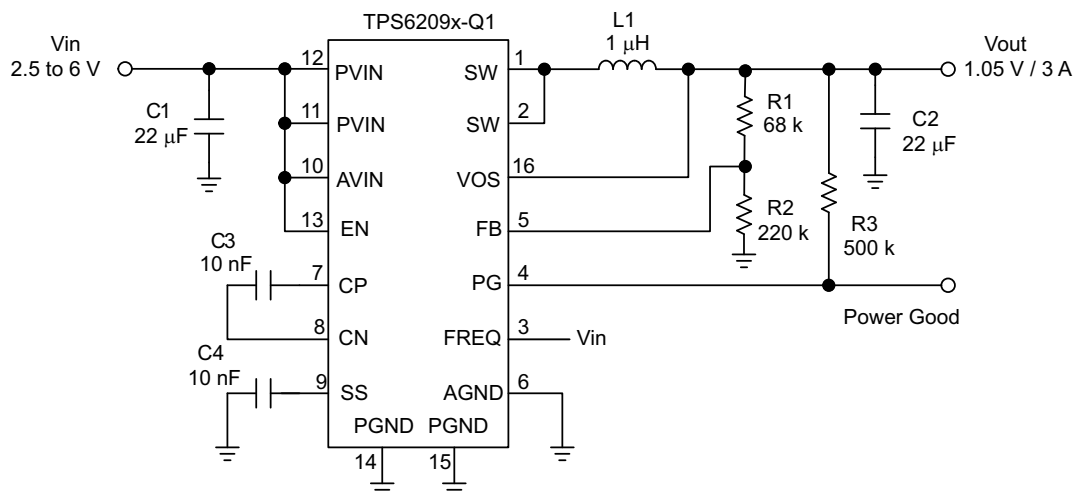 TPS6209x-Q1
Vin
2.5 to 6 V
C1
22 μF
12
PVIN
11
PVIN
10
AVIN
13
EN
C3
10 nF
7
CP
8
CN
C4
10 nF
9
SS
PGND
PGND
14
15
SW
1
SW
2
VOS
16
FB
5
PG
4
FREQ
3
Vin
AGND
6
L1
1 μH
R1
68 k
R2
220 k
R3
500 k
C2
22 μF
Vout
1.05 V / 3 A
Power Good